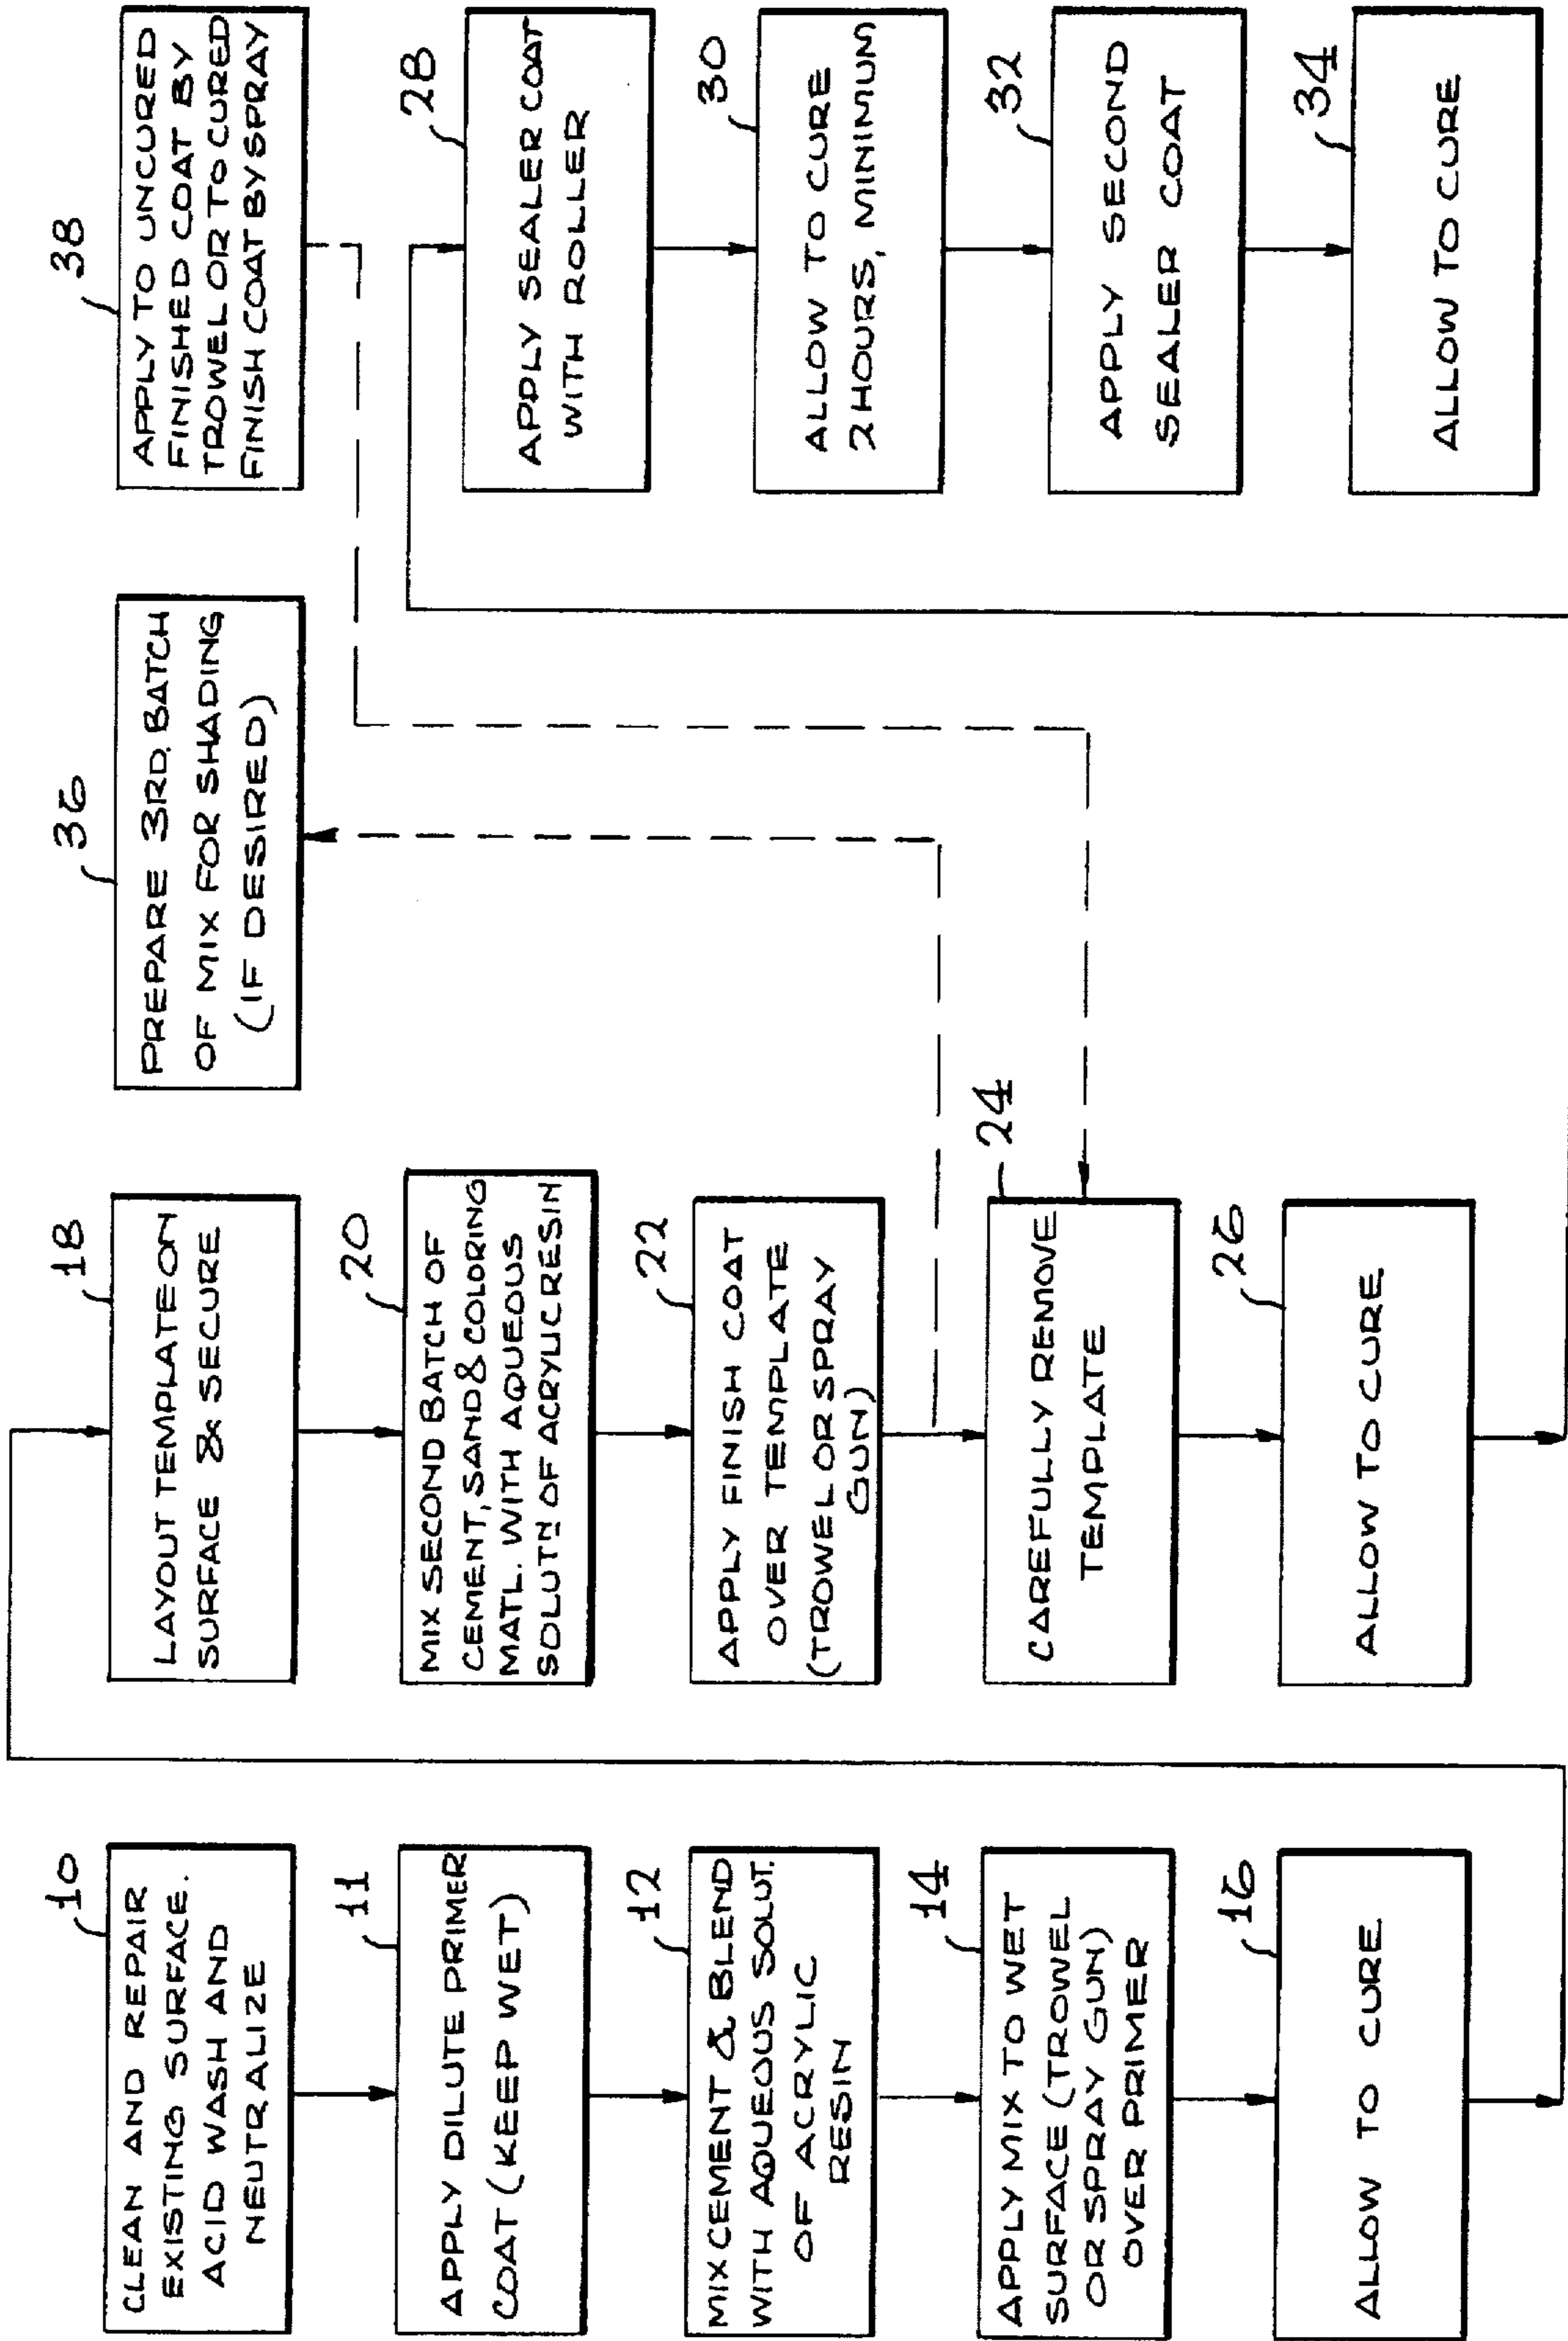 10
CLEAN AND REPAIR
EXISTING SURFACE.
ACID WASH AND
NEUTRALIZE
11
APPLY DILUTE PRIMER
COAT (KEEP WET)
12
MIX CEMENT & BLEND
WITH AQUEOUS SOLUT.
OF ACRYLIC
RESIN
14
APPLY MIX TO WET
SURFACE (TROWEL
OR SPRAY GUN)
OVER PRIMER
16
ALLOW TO CURE
18
LAYOUT TEMPLATE ON
SURFACE & SECURE
20
MIX SECOND BATCH OF
CEMENT, SAND & COLORING
MATL. WITH AQUEOUS
SOLUTN OF ACRYLIC RESIN
22
APPLY FINISH COAT
OVER TEMPLATE
(TROWEL OR SPRAY
GUN)
24
CAREFULLY REMOVE
TEMPLATE
26
ALLOW TO CURE
36
PREPARE 3RD. BATCH
OF MIX FOR SHADING
(IF DESIRED)
38
APPLY TO UNCURED
FINISHED COAT BY
TROWEL OR TO CURED
FINISH COAT BY SPRAY
28
APPLY SEALER COAT
WITH ROLLER
30
ALLOW TO CURE
2 HOURS, MINIMUM
32
APPLY SECOND
SEALER COAT
34
ALLOW TO CURE